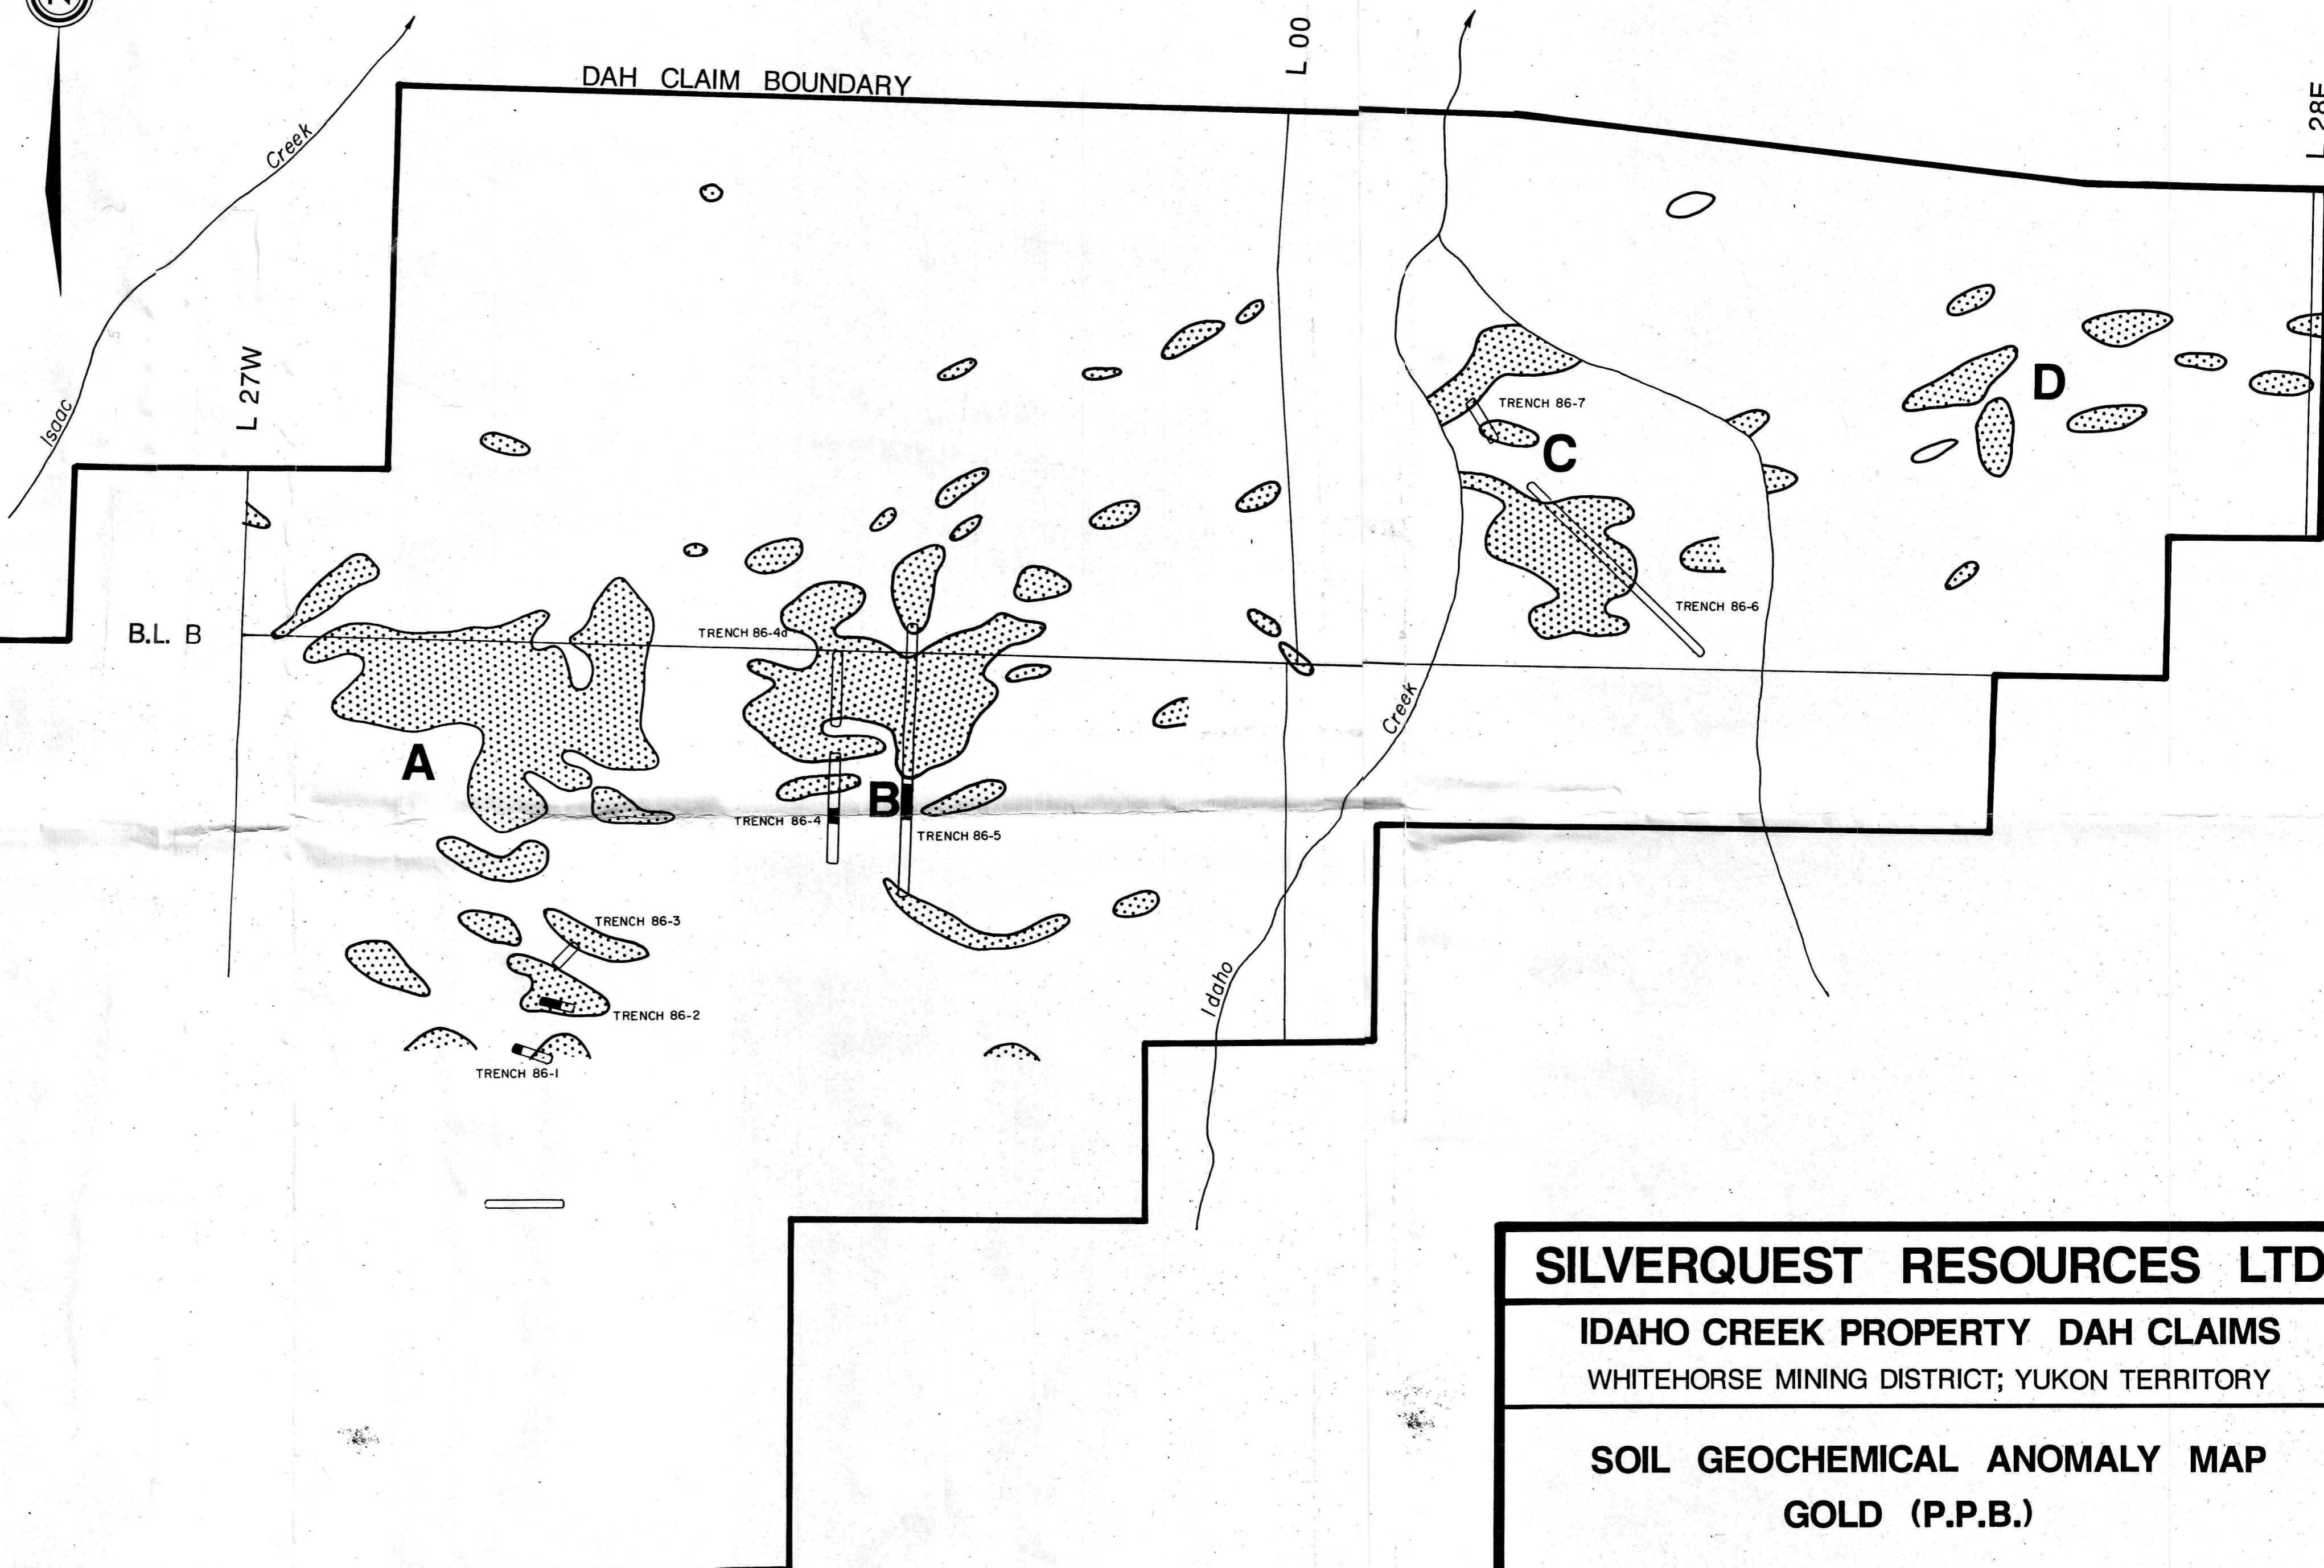 N
L 00
L 28E
DAH CLAIM BOUNDARY
Creek
Isac
L 27W
TRENCH 86-7
D
C
B.L. B
TRENCH 86-4a
TRENCH 86-6
A
Creek
B
TRENCH 86-4
TRENCH 86-5
TRENCH 86-3
Idaho
TRENCH 86-2
TRENCH 86-1
SILVERQUEST RESOURCES LTD
IDAHO CREEK PROPERTY DAH CLAIMS
WHITEHORSE MINING DISTRICT; YUKON TERRITORY
SOIL GEOCHEMICAL ANOMALY MAP
GOLD (P.P.B.)